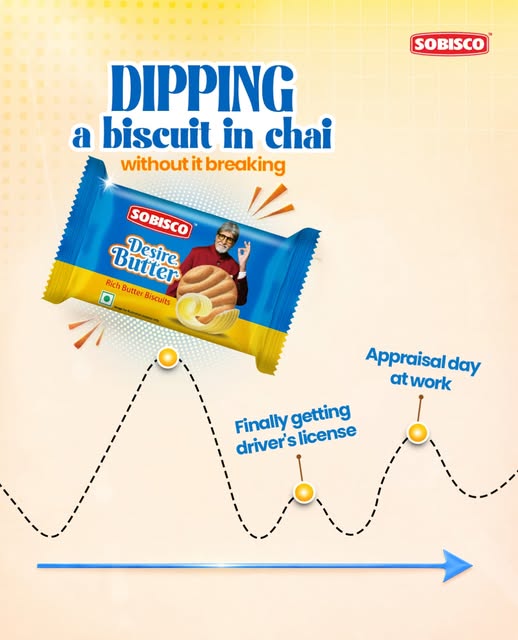 SOBISCO
DIPPING
a biscuit in chai
without it breaking
SOBISCO
Desire
Butter
Rich Butter Biscuits
Appraisal day
at work
Finally getting
driver's license